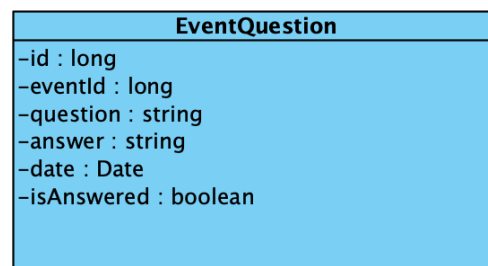 EventQuestion
-id : long
-eventId : long
-question : string
-answer : string
-date : Date
-isAnswered : boolean